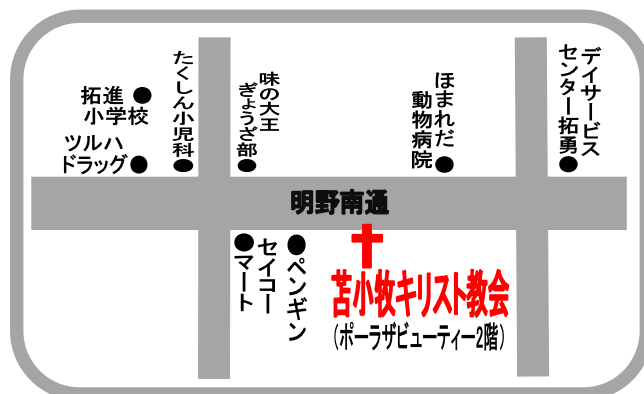 拓進
小学校
ツルハ
ドラッグ
たくしん小児科
味の大王
ぎょうざ部
ほまれだ
動物病院
デイサービス
センター拓勇
明野南通
セイコー
マート
ペンギン
苫小牧キリスト教会
（ポーラザビューティー2階）